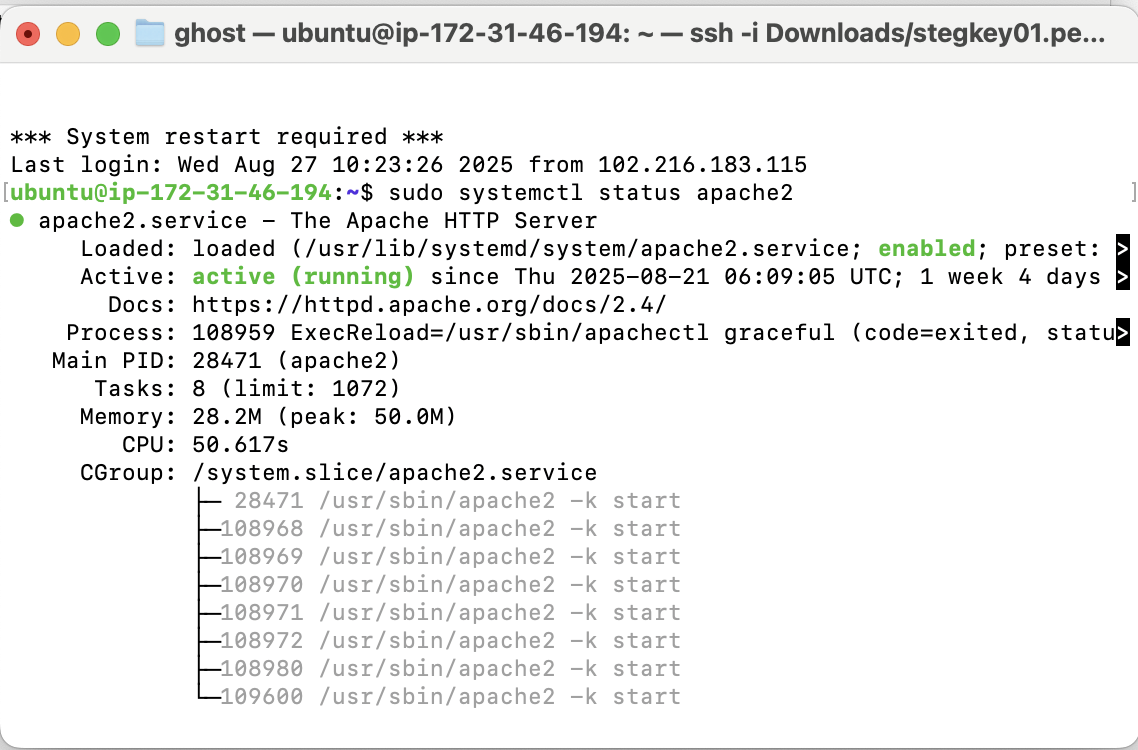 ghost — ubuntu@ip-172-31-46-194: ~ — ssh -i Downloads/stegkey01.pe...
*** System restart required ***
Last login: Wed Aug 27 10:23:26 2025 from 102.216.183.115
[ubuntu@ip-172-31-46-194:~$ sudo systemctl status apache2 ]
● apache2.service - The Apache HTTP Server
     Loaded: loaded (/usr/lib/systemd/system/apache2.service; enabled; preset: >
     Active: active (running) since Thu 2025-08-21 06:09:05 UTC; 1 week 4 days >
       Docs: https://httpd.apache.org/docs/2.4/
    Process: 108959 ExecReload=/usr/sbin/apachectl graceful (code=exited, statu>
   Main PID: 28471 (apache2)
      Tasks: 8 (limit: 1072)
     Memory: 28.2M (peak: 50.0M)
        CPU: 50.617s
     CGroup: /system.slice/apache2.service
             ├─ 28471 /usr/sbin/apache2 -k start
             ├─108968 /usr/sbin/apache2 -k start
             ├─108969 /usr/sbin/apache2 -k start
             ├─108970 /usr/sbin/apache2 -k start
             ├─108971 /usr/sbin/apache2 -k start
             ├─108972 /usr/sbin/apache2 -k start
             ├─108980 /usr/sbin/apache2 -k start
             └─109600 /usr/sbin/apache2 -k start